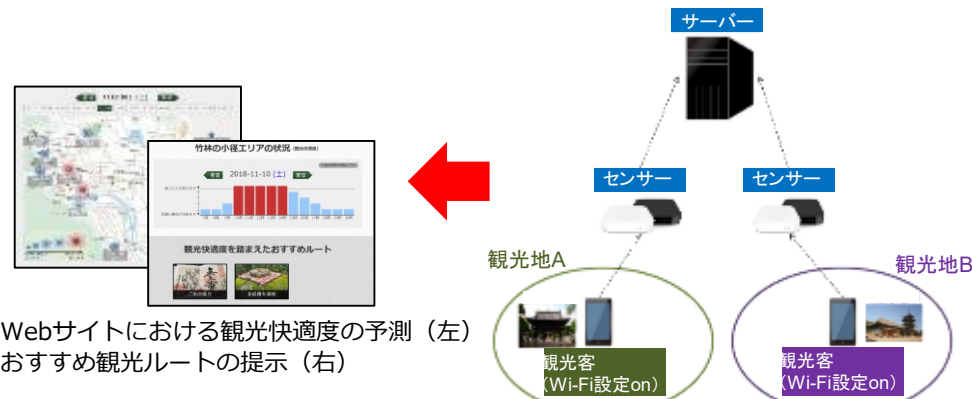 サーバー
センサー
センサー
観光地A
観光地B
観光客
(Wi-Fi設定on)
観光客
(Wi-Fi設定on)
竹林の小径エリアの状況
2018-11-10 (土)
観光快適度を踏まえたおすすめルート
Webサイトにおける観光快適度の予測（左）
おすすめ観光ルートの提示（右）